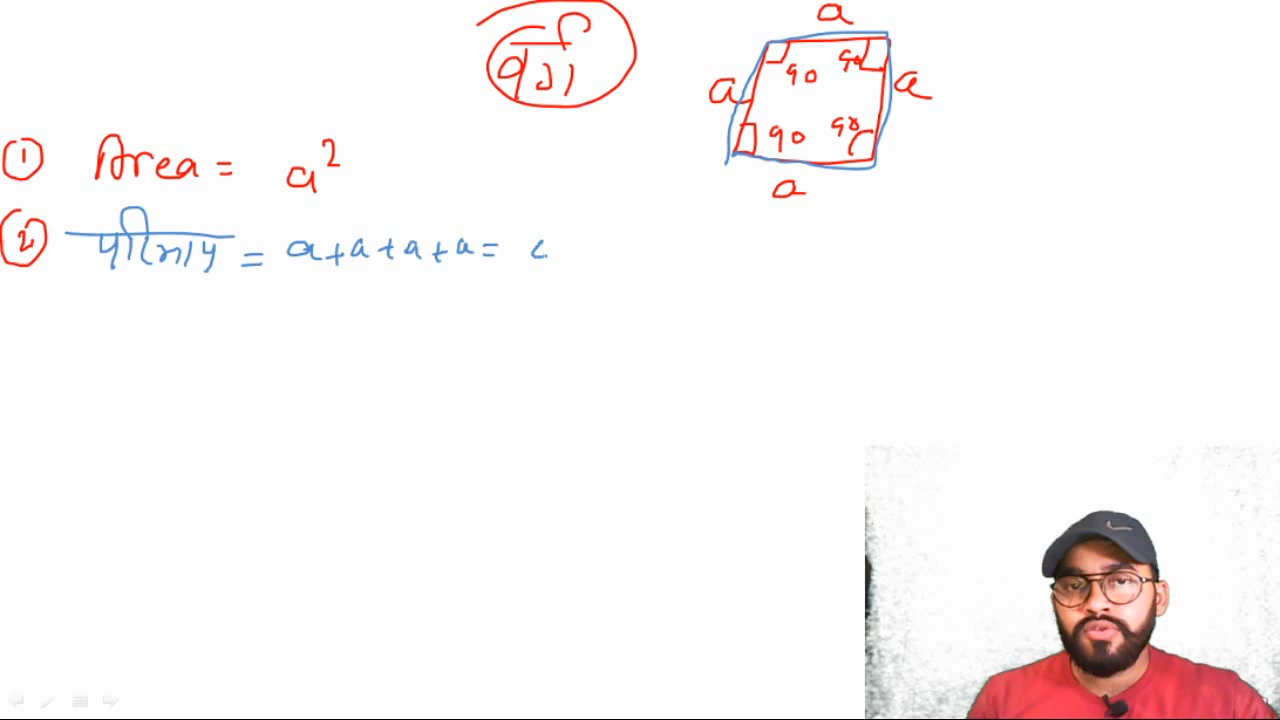 वर्ग
a
a 90 90 a
90 90
a
① Area = a²
② परिमाप = a+a+a+a =